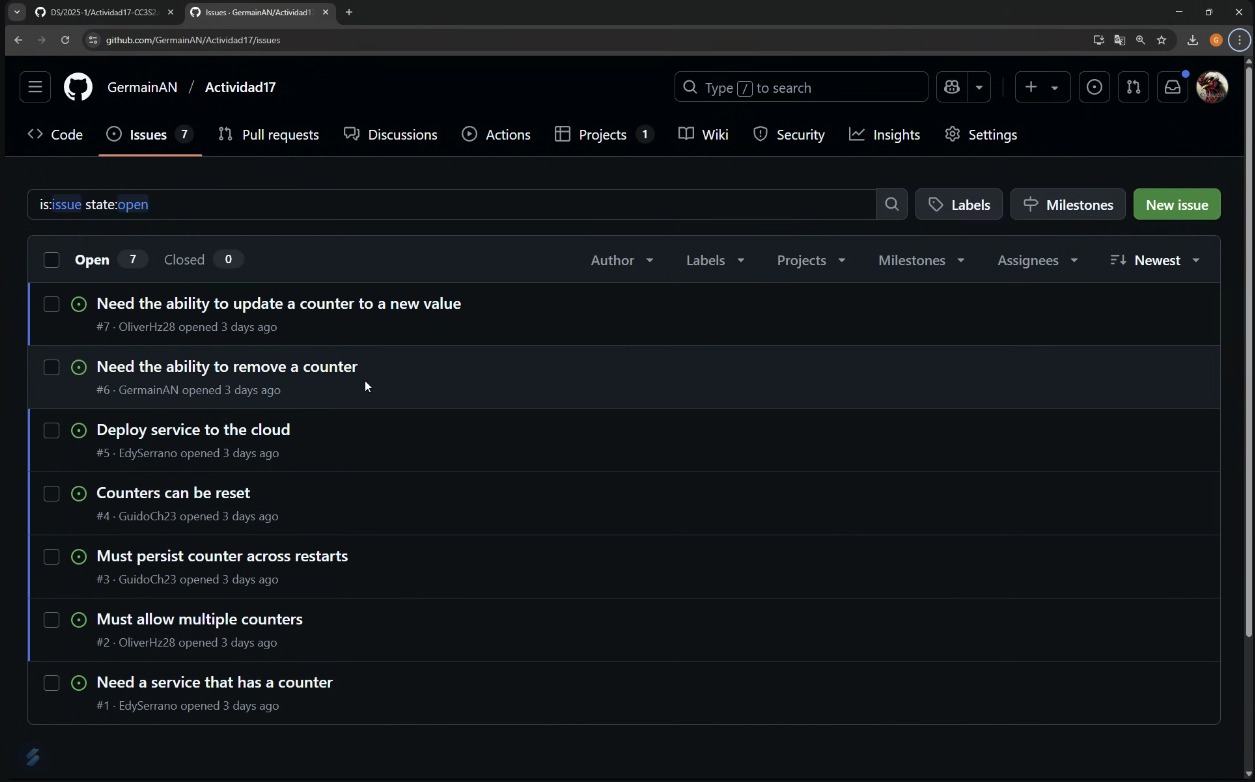 DS/2025-1/Actividad17-CC3S2
Issues · GermainAN/Actividad1
github.com/GermainAN/Actividad17/issues
GermainAN / Actividad17
Type / to search
Code
Issues 7
Pull requests
Discussions
Actions
Projects 1
Wiki
Security
Insights
Settings
is:issue state:open
Labels
Milestones
New issue
Open 7
Closed 0
Author
Labels
Projects
Milestones
Assignees
Newest
Need the ability to update a counter to a new value
#7 · OliverHz28 opened 3 days ago
Need the ability to remove a counter
#6 · GermainAN opened 3 days ago
Deploy service to the cloud
#5 · EdySerrano opened 3 days ago
Counters can be reset
#4 · GuidoCh23 opened 3 days ago
Must persist counter across restarts
#3 · GuidoCh23 opened 3 days ago
Must allow multiple counters
#2 · OliverHz28 opened 3 days ago
Need a service that has a counter
#1 · EdySerrano opened 3 days ago